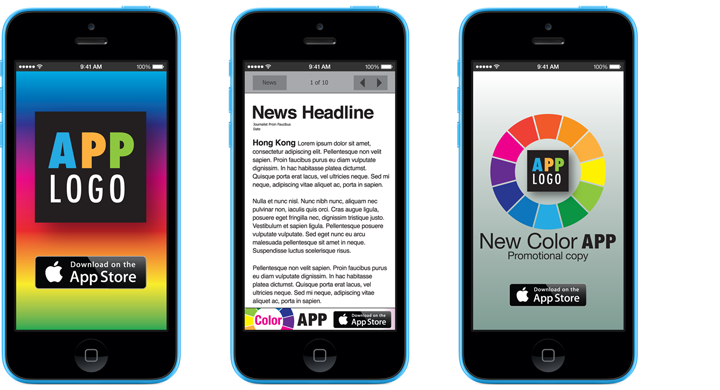 9:41 AM 100%
APP
LOGO
Download on the
App Store
9:41 AM 100%
News 1 of 10
News Headline
Journalist: Proin Faucibus
Date
Hong Kong Lorem ipsum dolor sit amet,
consectetur adipiscing elit. Pellentesque non velit
sapien. Proin faucibus purus eu diam vulputate
dignissim. In hac habitasse platea dictumst.
Quisque porta erat lacus, vel ultricies neque. Sed mi
neque, adipiscing vitae aliquet ac, porta in sapien.
Nulla et nunc nisl. Nunc nibh nunc, aliquam nec
pulvinar non, iaculis quis orci. Cras augue ligula,
posuere eget fringilla nec, dignissim tristique justo.
Vestibulum et sapien ligula. Pellentesque posuere
vulputate vulputate. Sed eget nunc eu arcu
malesuada pellentesque sit amet in neque.
Suspendisse luctus scelerisque risus.
Pellentesque non velit sapien. Proin faucibus purus
eu diam vulputate dignissim. In hac habitasse
platea dictumst. Quisque porta erat lacus, vel
ultricies neque. Sed mi neque, adipiscing vitae
aliquet ac, porta in sapien.
Color APP Download on the
App Store
9:41 AM 100%
APP
LOGO
New Color APP
Promotional copy
Download on the
App Store